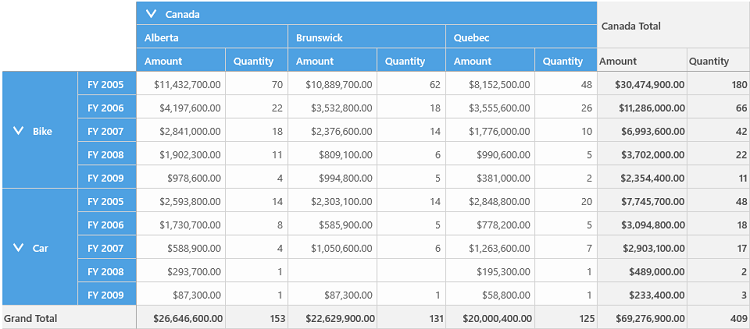 Canada Canada Total
Alberta Brunswick Quebec
Amount Quantity Amount Quantity Amount Quantity Amount Quantity
Bike FY 2005 $11,432,700.00 70 $10,889,700.00 62 $8,152,500.00 48 $30,474,900.00 180
FY 2006 $4,197,600.00 22 $3,532,800.00 18 $3,555,600.00 26 $11,286,000.00 66
FY 2007 $2,841,000.00 18 $2,376,600.00 14 $1,776,000.00 10 $6,993,600.00 42
FY 2008 $1,902,300.00 11 $809,100.00 6 $990,600.00 5 $3,702,000.00 22
FY 2009 $978,600.00 4 $994,800.00 5 $381,000.00 2 $2,354,400.00 11
Car FY 2005 $2,593,800.00 14 $2,303,100.00 14 $2,848,800.00 20 $7,745,700.00 48
FY 2006 $1,730,700.00 8 $585,900.00 5 $778,200.00 5 $3,094,800.00 18
FY 2007 $588,900.00 4 $1,050,600.00 6 $1,263,600.00 7 $2,903,100.00 17
FY 2008 $293,700.00 1 $195,300.00 1 $489,000.00 2
FY 2009 $87,300.00 1 $87,300.00 1 $58,800.00 1 $233,400.00 3
Grand Total $26,646,600.00 153 $22,629,900.00 131 $20,000,400.00 125 $69,276,900.00 409